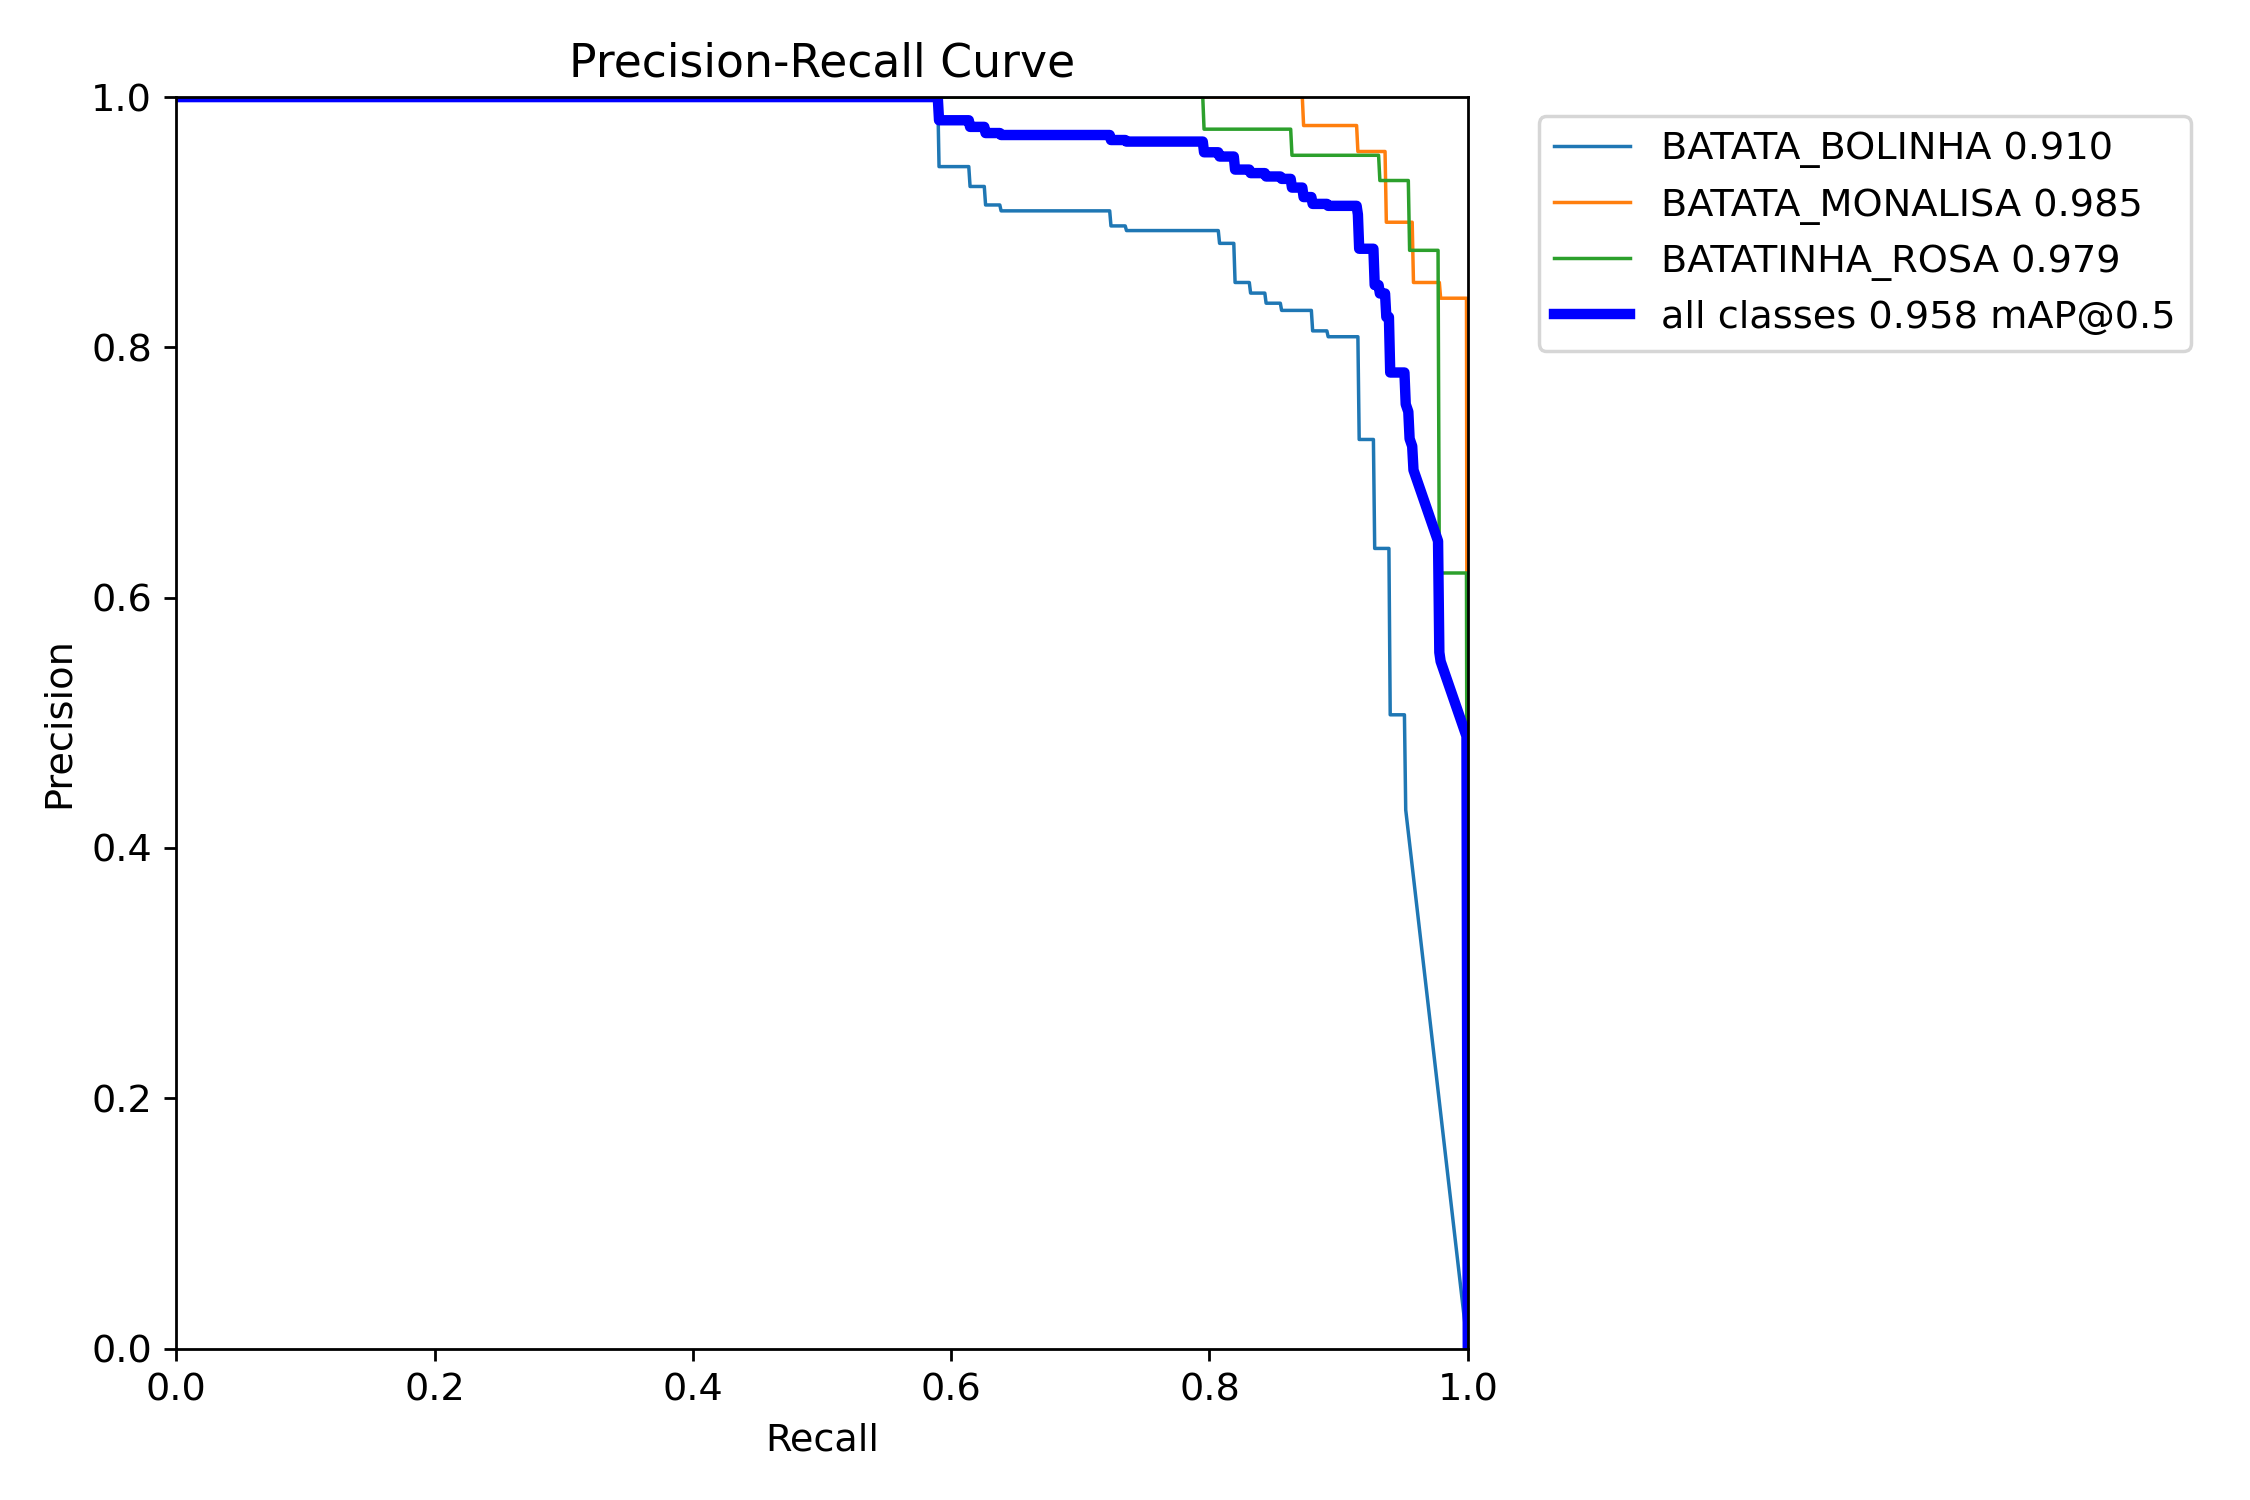 Precision-Recall Curve
1.0
0.8
0.6
0.4
0.2
0.0
Precision
0.0 0.2 0.4 0.6 0.8 1.0
Recall
BATATA_BOLINHA 0.910
BATATA_MONALISA 0.985
BATATINHA_ROSA 0.979
all classes 0.958 mAP@0.5